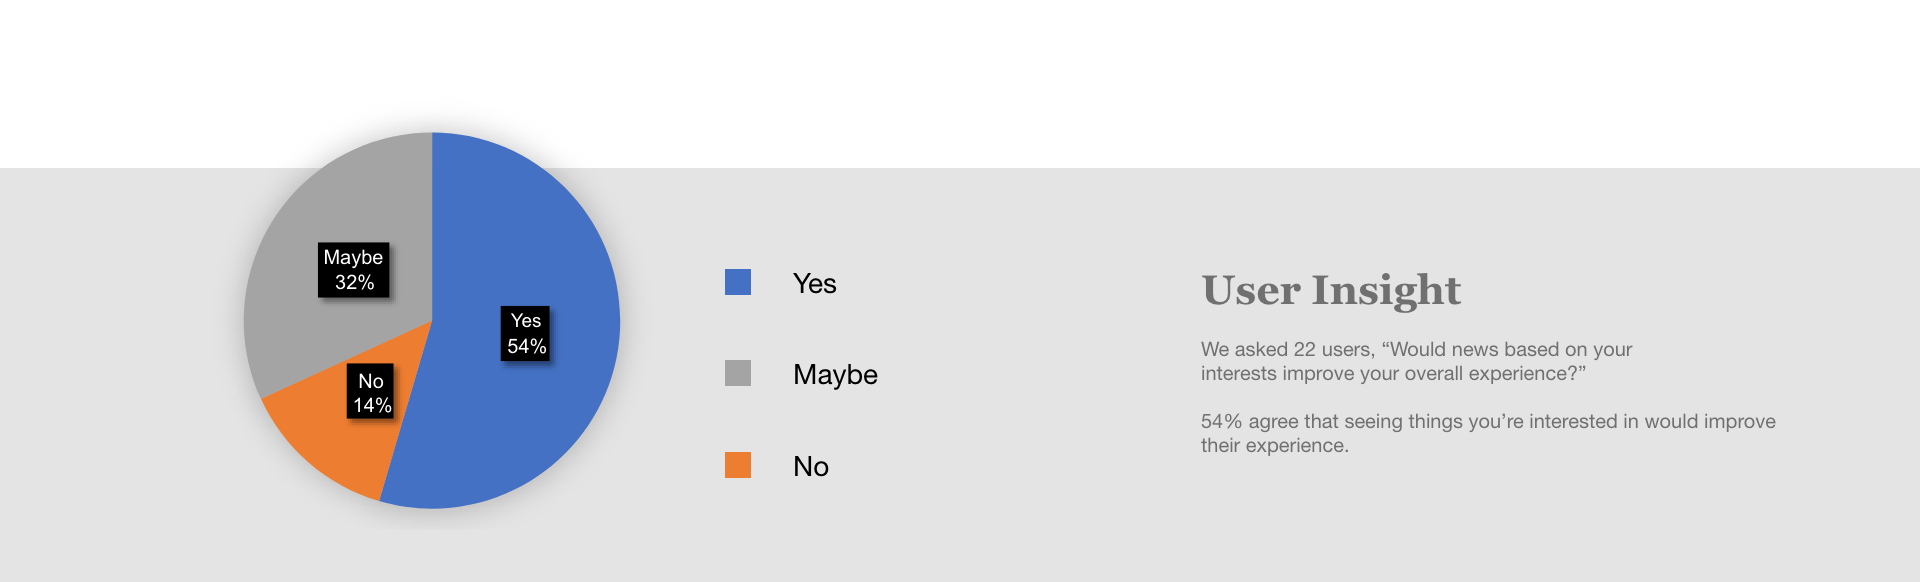 Maybe
32%
Yes
54%
No
14%
Yes
Maybe
No
User Insight
We asked 22 users, “Would news based on your
interests improve your overall experience?”
54% agree that seeing things you’re interested in would improve
their experience.